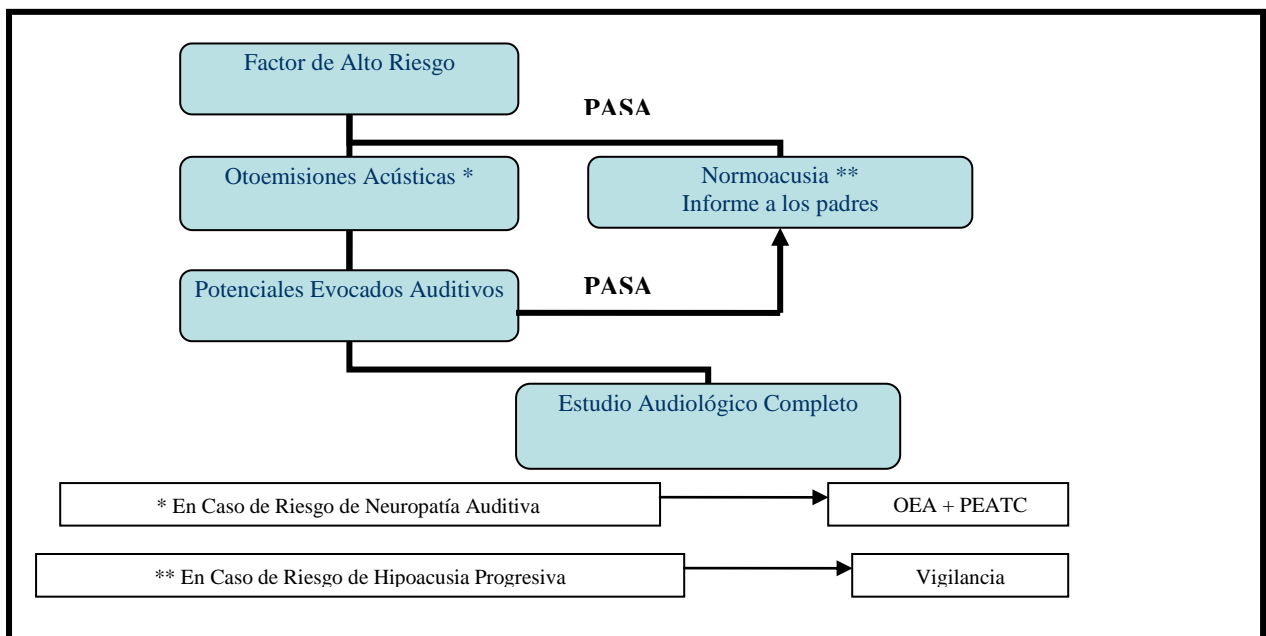 Factor de Alto Riesgo
PASA
Otoemisiones Acústicas *
Normoacusia **
Informe a los padres
Potenciales Evocados Auditivos
PASA
Estudio Audiológico Completo
* En Caso de Riesgo de Neuropatía Auditiva
OEA + PEATC
** En Caso de Riesgo de Hipoacusia Progresiva
Vigilancia